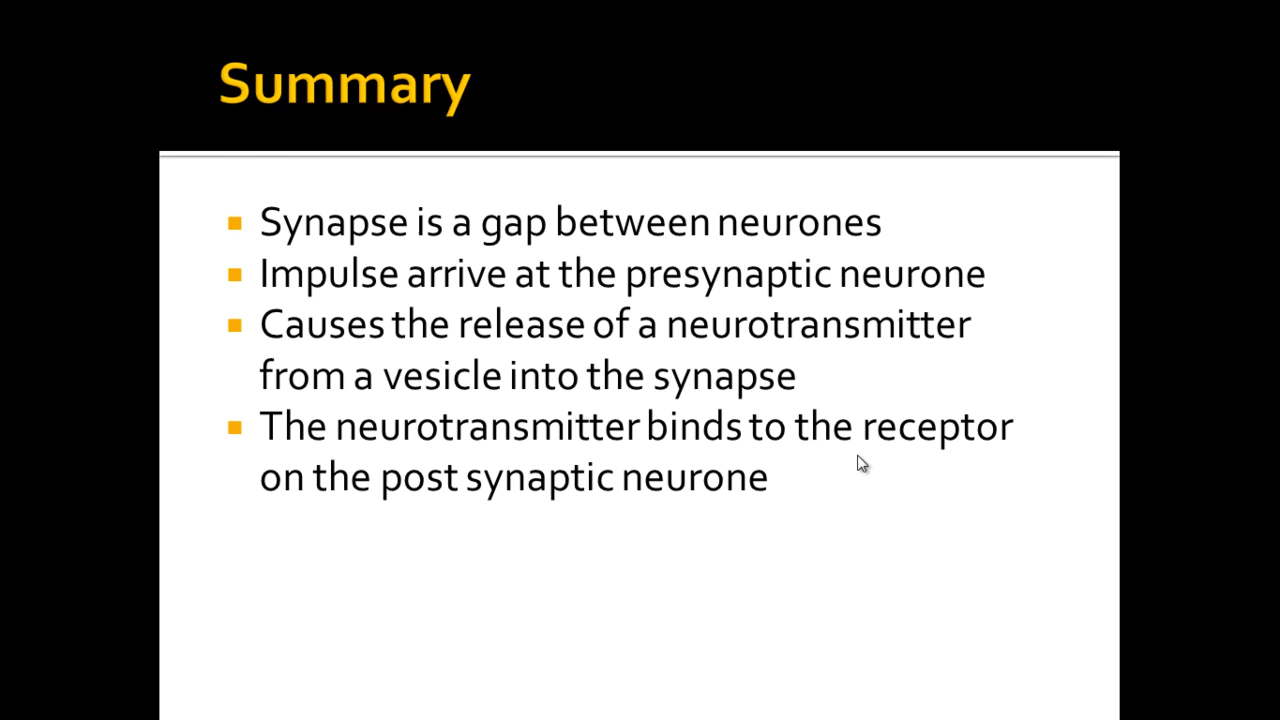 Summary
Synapse is a gap between neurones
Impulse arrive at the presynaptic neurone
Causes the release of a neurotransmitter
from a vesicle into the synapse
The neurotransmitter binds to the receptor
on the post synaptic neurone